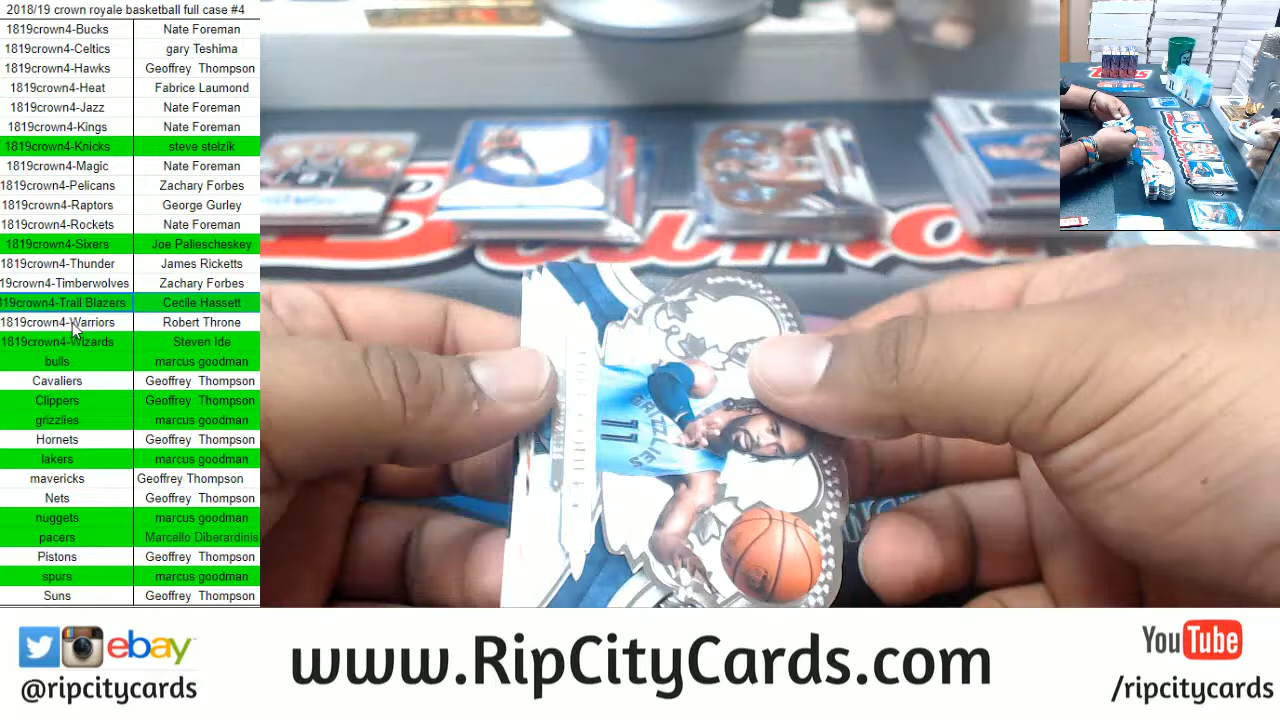 2018/19 crown royale basketball full case #4
1819crown4-Bucks Nate Foreman
1819crown4-Celtics gary Teshima
1819crown4-Hawks Geoffrey Thompson
1819crown4-Heat Fabrice Laumond
1819crown4-Jazz Nate Foreman
1819crown4-Kings Nate Foreman
1819crown4-Knicks steve stelzik
1819crown4-Magic Nate Foreman
1819crown4-Pelicans Zachary Forbes
1819crown4-Raptors George Gurley
1819crown4-Rockets Nate Foreman
1819crown4-Sixers Joe Paliescheskey
1819crown4-Thunder James Ricketts
19crown4-Timberwolves Zachary Forbes
19crown4-Trail Blazers Cecile Hassett
1819crown4-Warriors Robert Throne
1819crown4-Wizards Steven Ide
bulls marcus goodman
Cavaliers Geoffrey Thompson
Clippers Geoffrey Thompson
grizzlies marcus goodman
Hornets Geoffrey Thompson
lakers marcus goodman
mavericks Geoffrey Thompson
Nets Geoffrey Thompson
nuggets marcus goodman
pacers Marcello Diberardinis
Pistons Geoffrey Thompson
spurs marcus goodman
Suns Geoffrey Thompson
GRIZZLIES
11
ebay
@ripcitycards
www.RipCityCards.com
YouTube
/ripcitycards